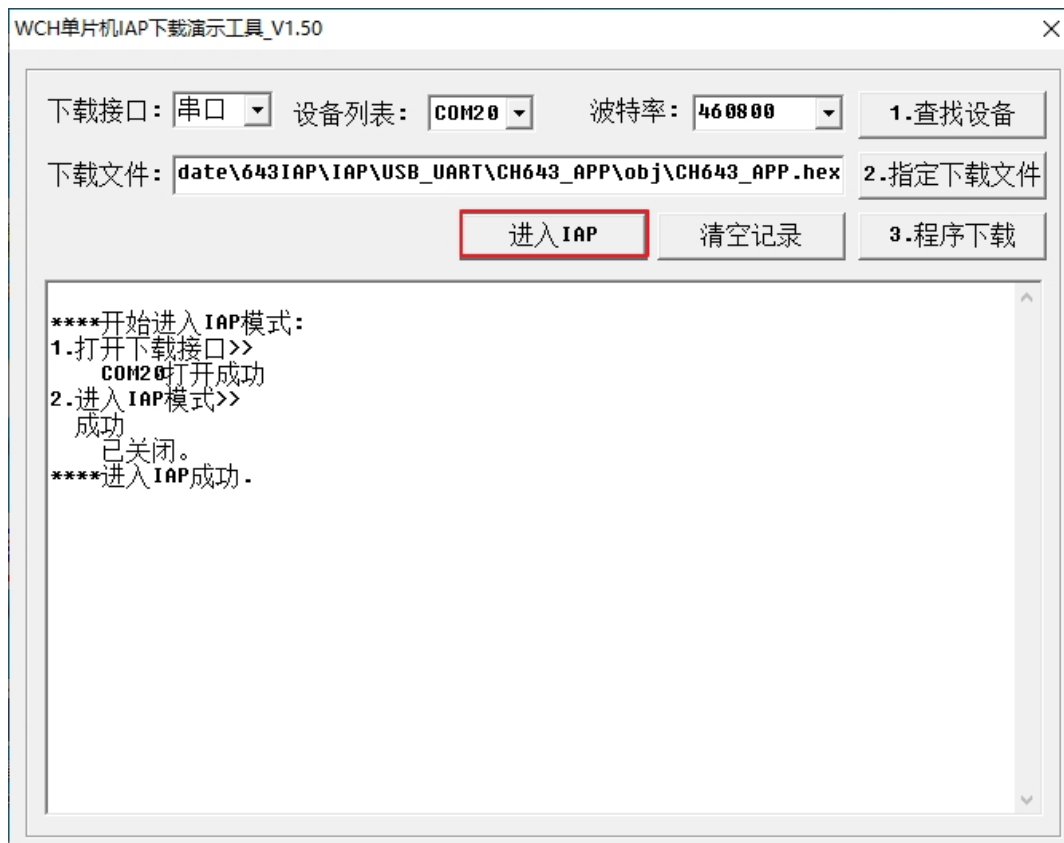 WCH单片机IAP下载演示工具_V1.50
下载接口: 串口 设备列表: COM20 波特率: 460800 1.查找设备
下载文件: date\643IAP\IAP\USB_UART\CH643_APP\obj\CH643_APP.hex 2.指定下载文件
进入IAP 清空记录 3.程序下载
****开始进入IAP模式:
1.打开下载接口>>
COM20打开成功
2.进入IAP模式>>
成功
已关闭。
****进入IAP成功.